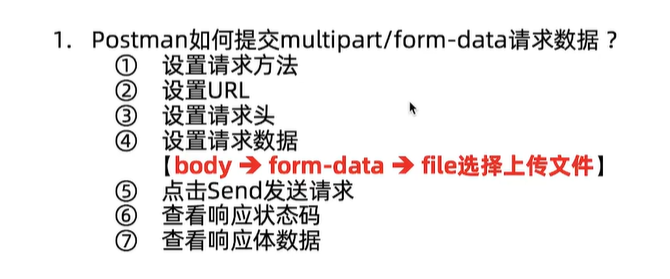 1. Postman如何提交multipart/form-data请求数据？
① 设置请求方法
② 设置URL
③ 设置请求头
④ 设置请求数据
【body ➔ form-data ➔ file选择上传文件】
⑤ 点击Send发送请求
⑥ 查看响应状态码
⑦ 查看响应体数据